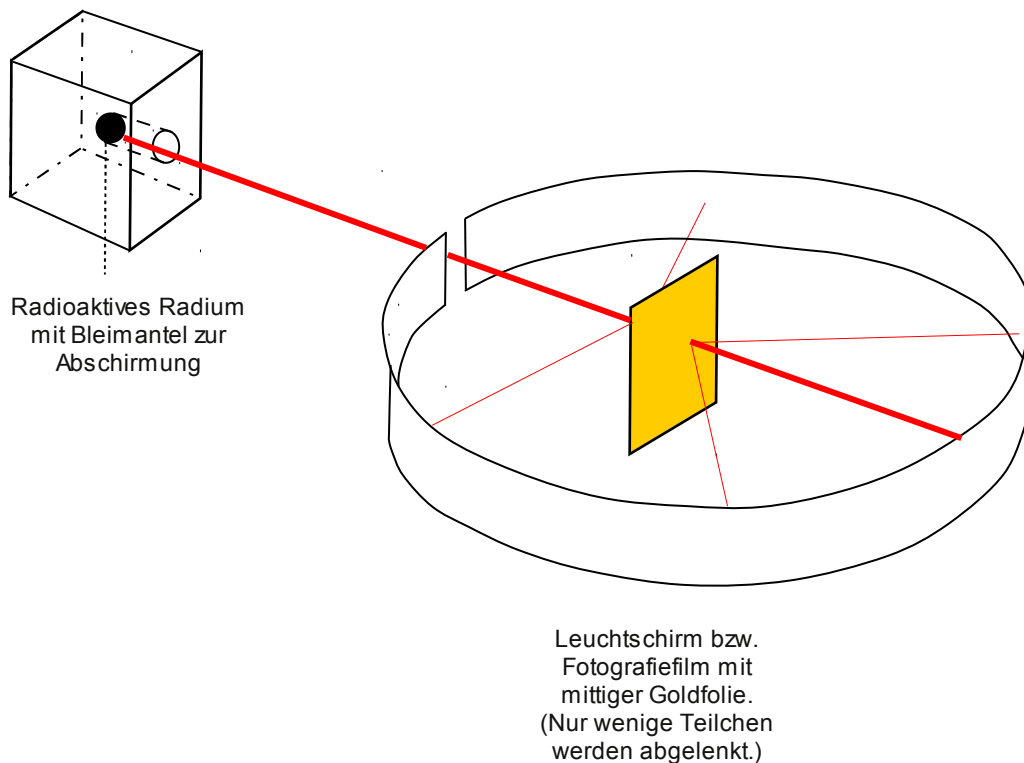 Radioaktives Radium
mit Bleimantel zur
Abschirmung
Leuchtschirm bzw.
Fotografiefilm mit
mittiger Goldfolie.
(Nur wenige Teilchen
werden abgelenkt.)